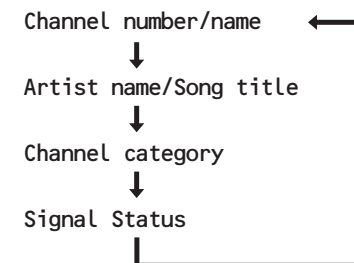 Channel number/name
Artist name/Song title
Channel category
Signal Status